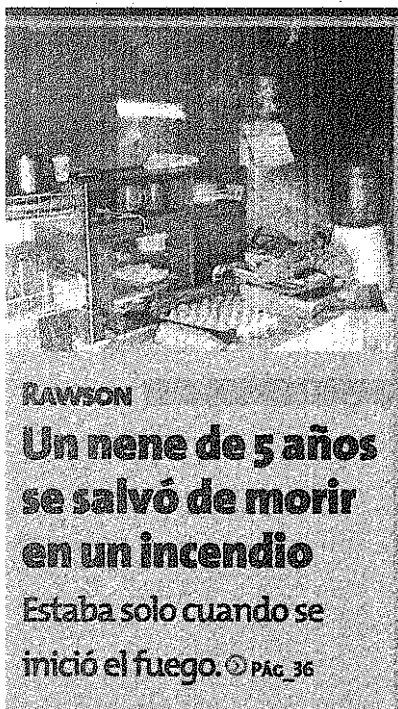 RAWSON
Un nene de 5 años
se salvó de morir
en un incendio
Estaba solo cuando se
inició el fuego. PÁG_36